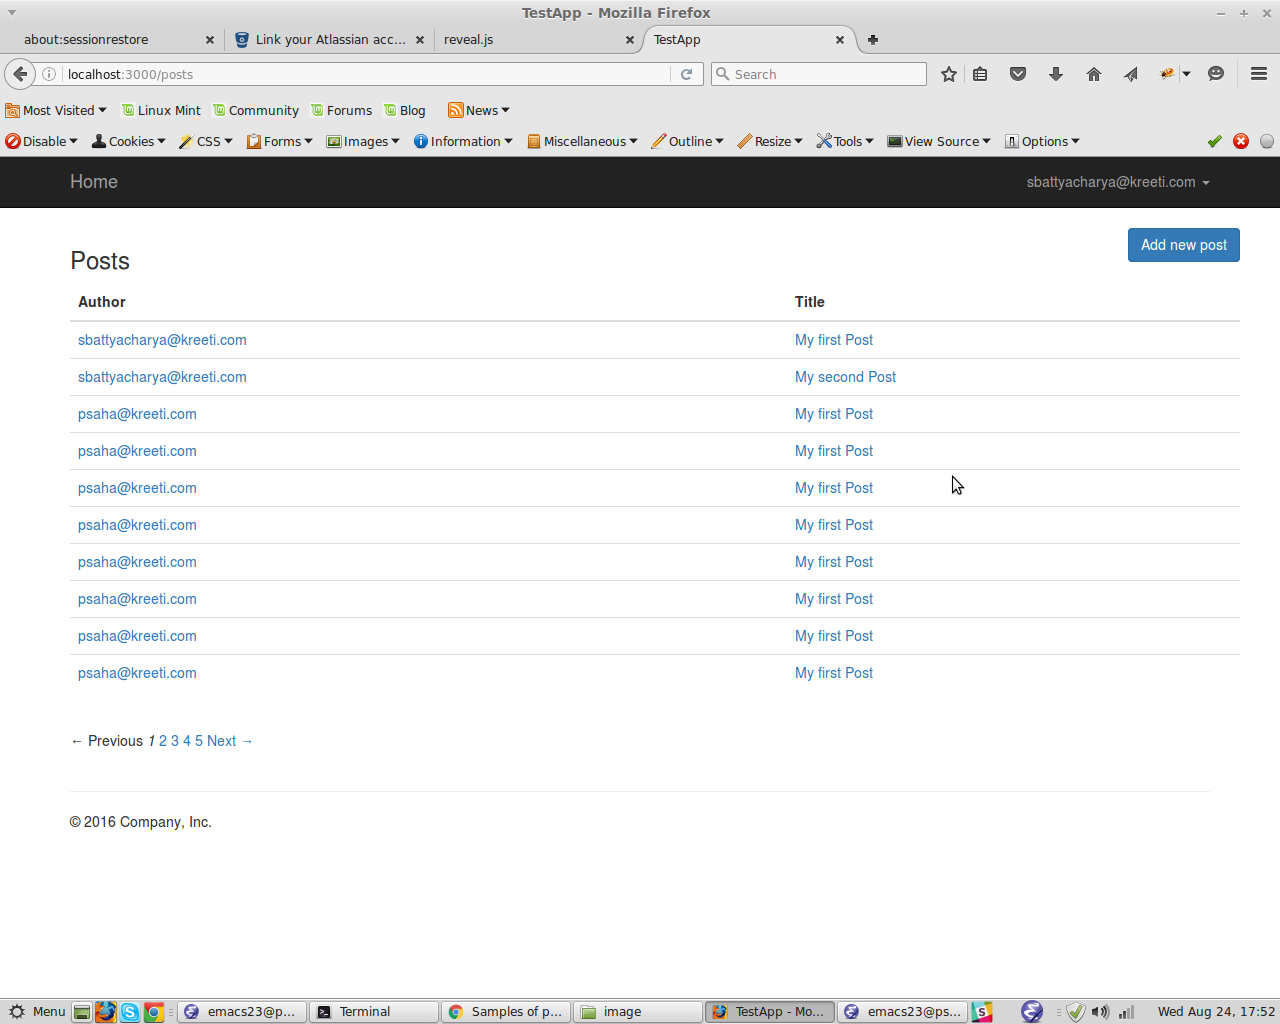 TestApp - Mozilla Firefox
about:sessionrestore Link your Atlassian acc... reveal.js TestApp
localhost:3000/posts Search
Most Visited Linux Mint Community Forums Blog News
Disable Cookies CSS Forms Images Information Miscellaneous Outline Resize Tools View Source Options
Home sbattyacharya@kreeti.com
Add new post
Posts
Author Title
sbattyacharya@kreeti.com My first Post
sbattyacharya@kreeti.com My second Post
psaha@kreeti.com My first Post
psaha@kreeti.com My first Post
psaha@kreeti.com My first Post
psaha@kreeti.com My first Post
psaha@kreeti.com My first Post
psaha@kreeti.com My first Post
psaha@kreeti.com My first Post
psaha@kreeti.com My first Post
← Previous 1 2 3 4 5 Next →
© 2016 Company, Inc.
Menu emacs23@p... Terminal Samples of p... image TestApp - Mo... emacs23@ps... Wed Aug 24, 17:52